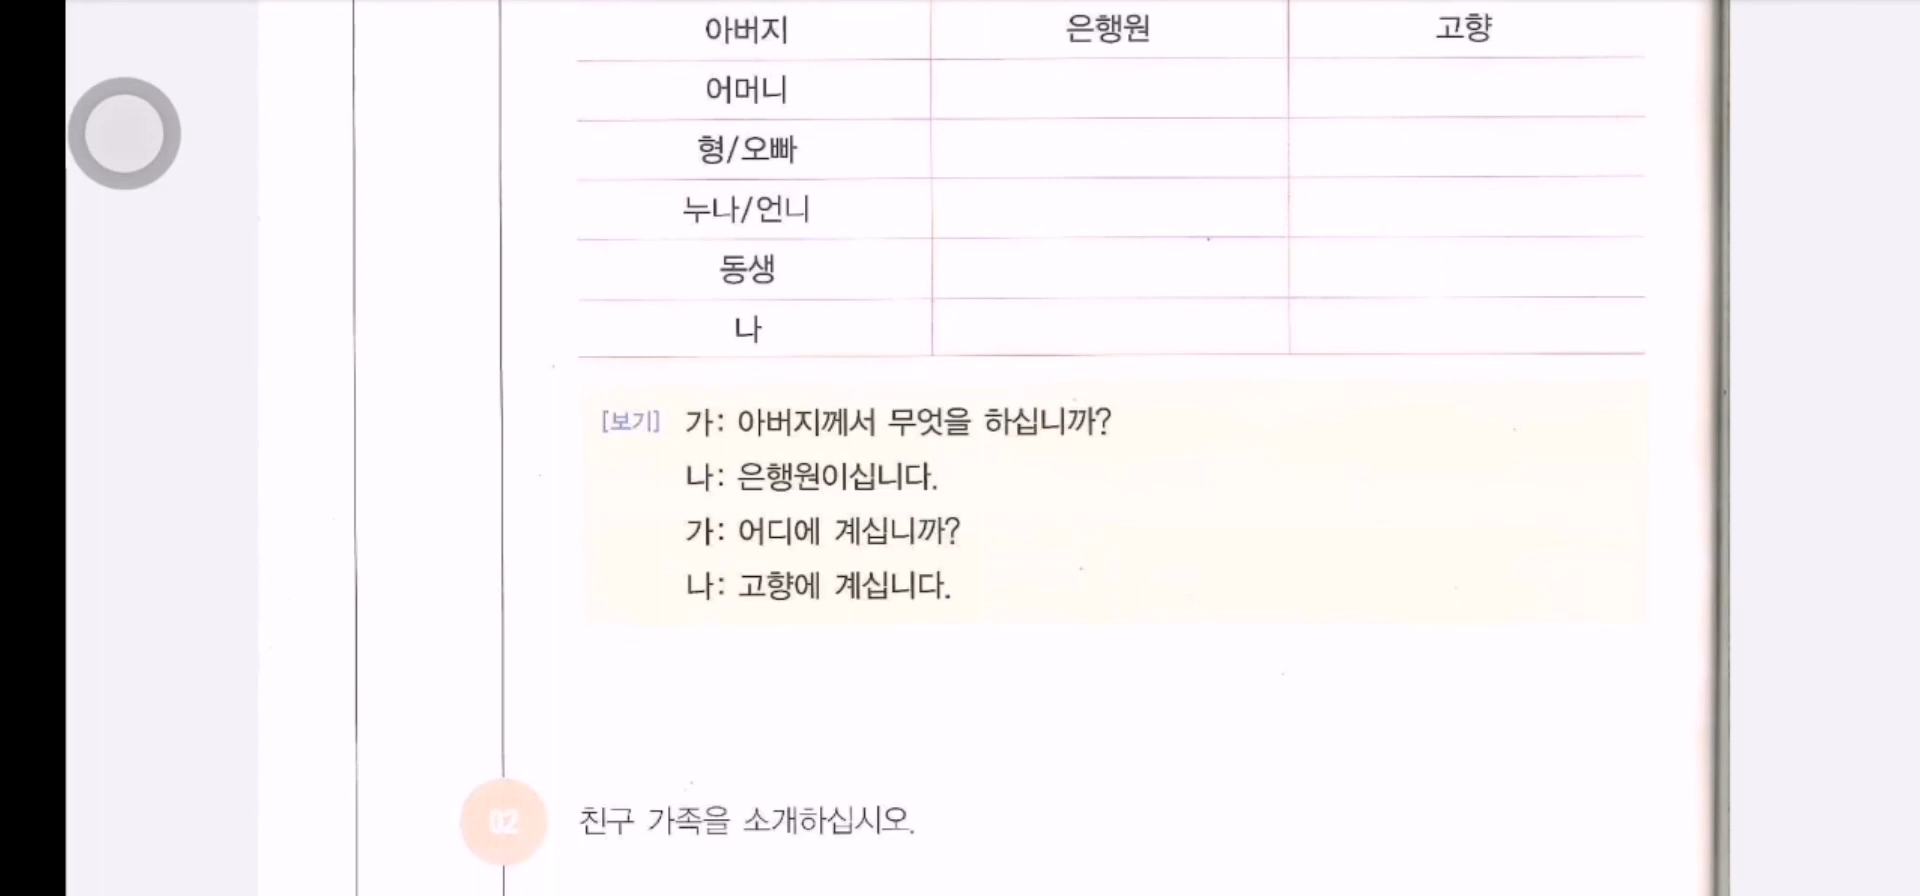 아버지 은행원 고향
어머니
형/오빠
누나/언니
동생
나
[보기] 가: 아버지께서 무엇을 하십니까?
나: 은행원이십니다.
가: 어디에 계십니까?
나: 고향에 계십니다.
02 친구 가족을 소개하십시오.